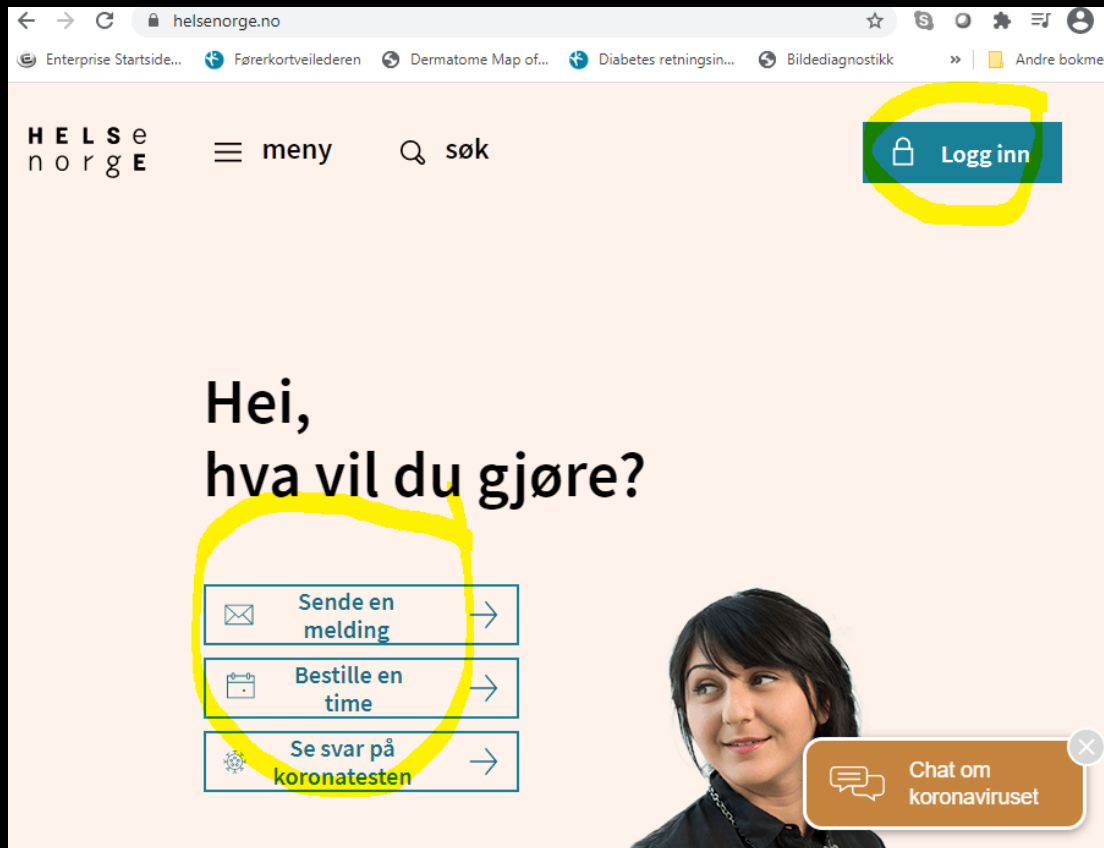 helsenorge.no
Enterprise Startside...
Førerkortveilederen
Dermatome Map of...
Diabetes retningsin...
Bildediagnostikk
»
Andre bokme
HELSe
norgE
meny
søk
Logg inn
Hei,
hva vil du gjøre?
Sende en
melding
Bestille en
time
Se svar på
koronatesten
Chat om
koronaviruset